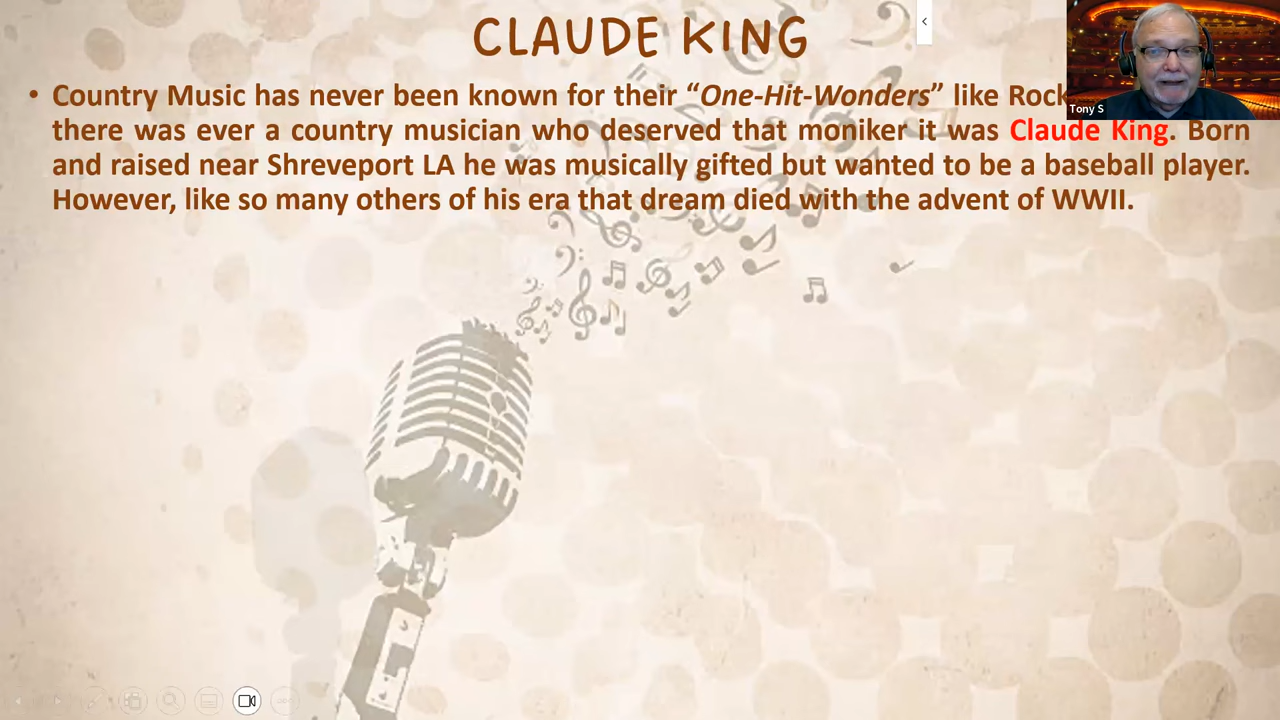 CLAUDE KING
• Country Music has never been known for their “One-Hit-Wonders” like Rock
there was ever a country musician who deserved that moniker it was Claude King. Born
and raised near Shreveport LA he was musically gifted but wanted to be a baseball player.
However, like so many others of his era that dream died with the advent of WWII.
Tony S